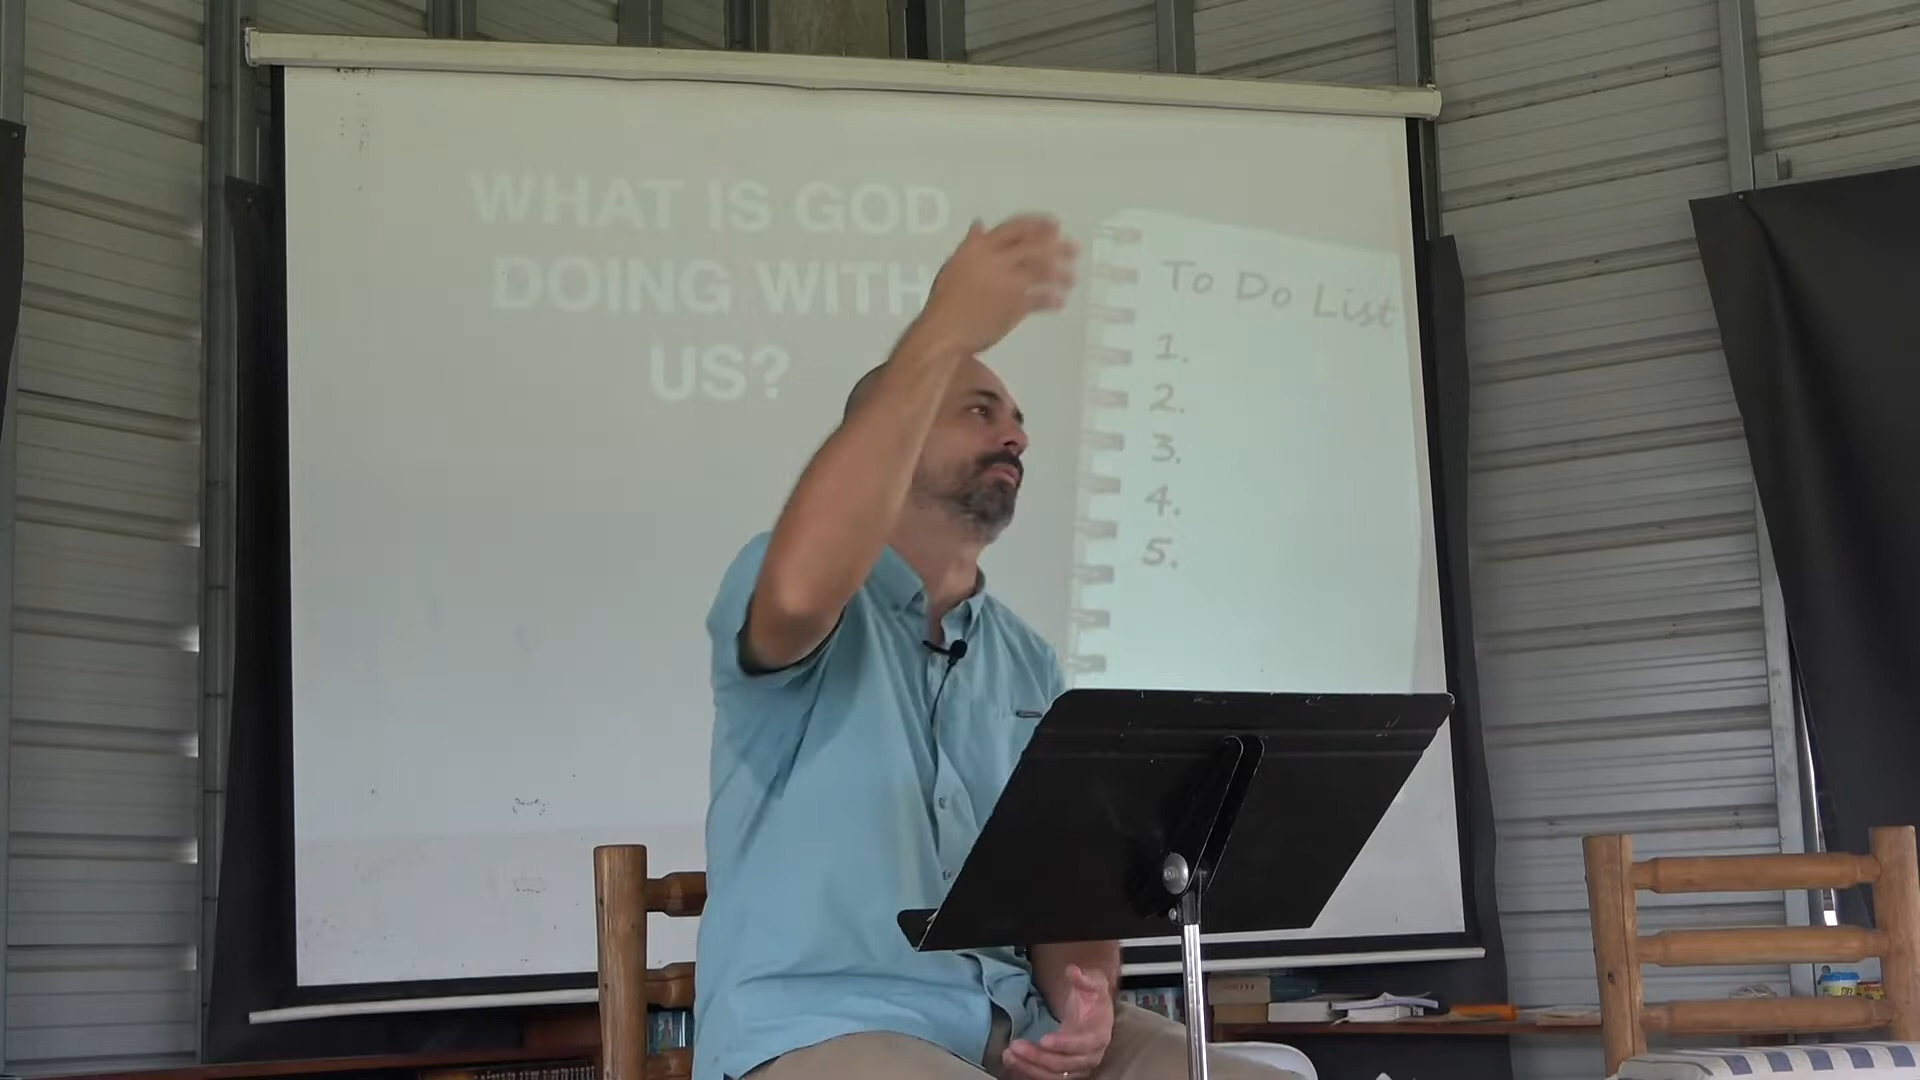 WHAT IS GOD
DOING WITH
US?
To Do List
1.
2.
3.
4.
5.